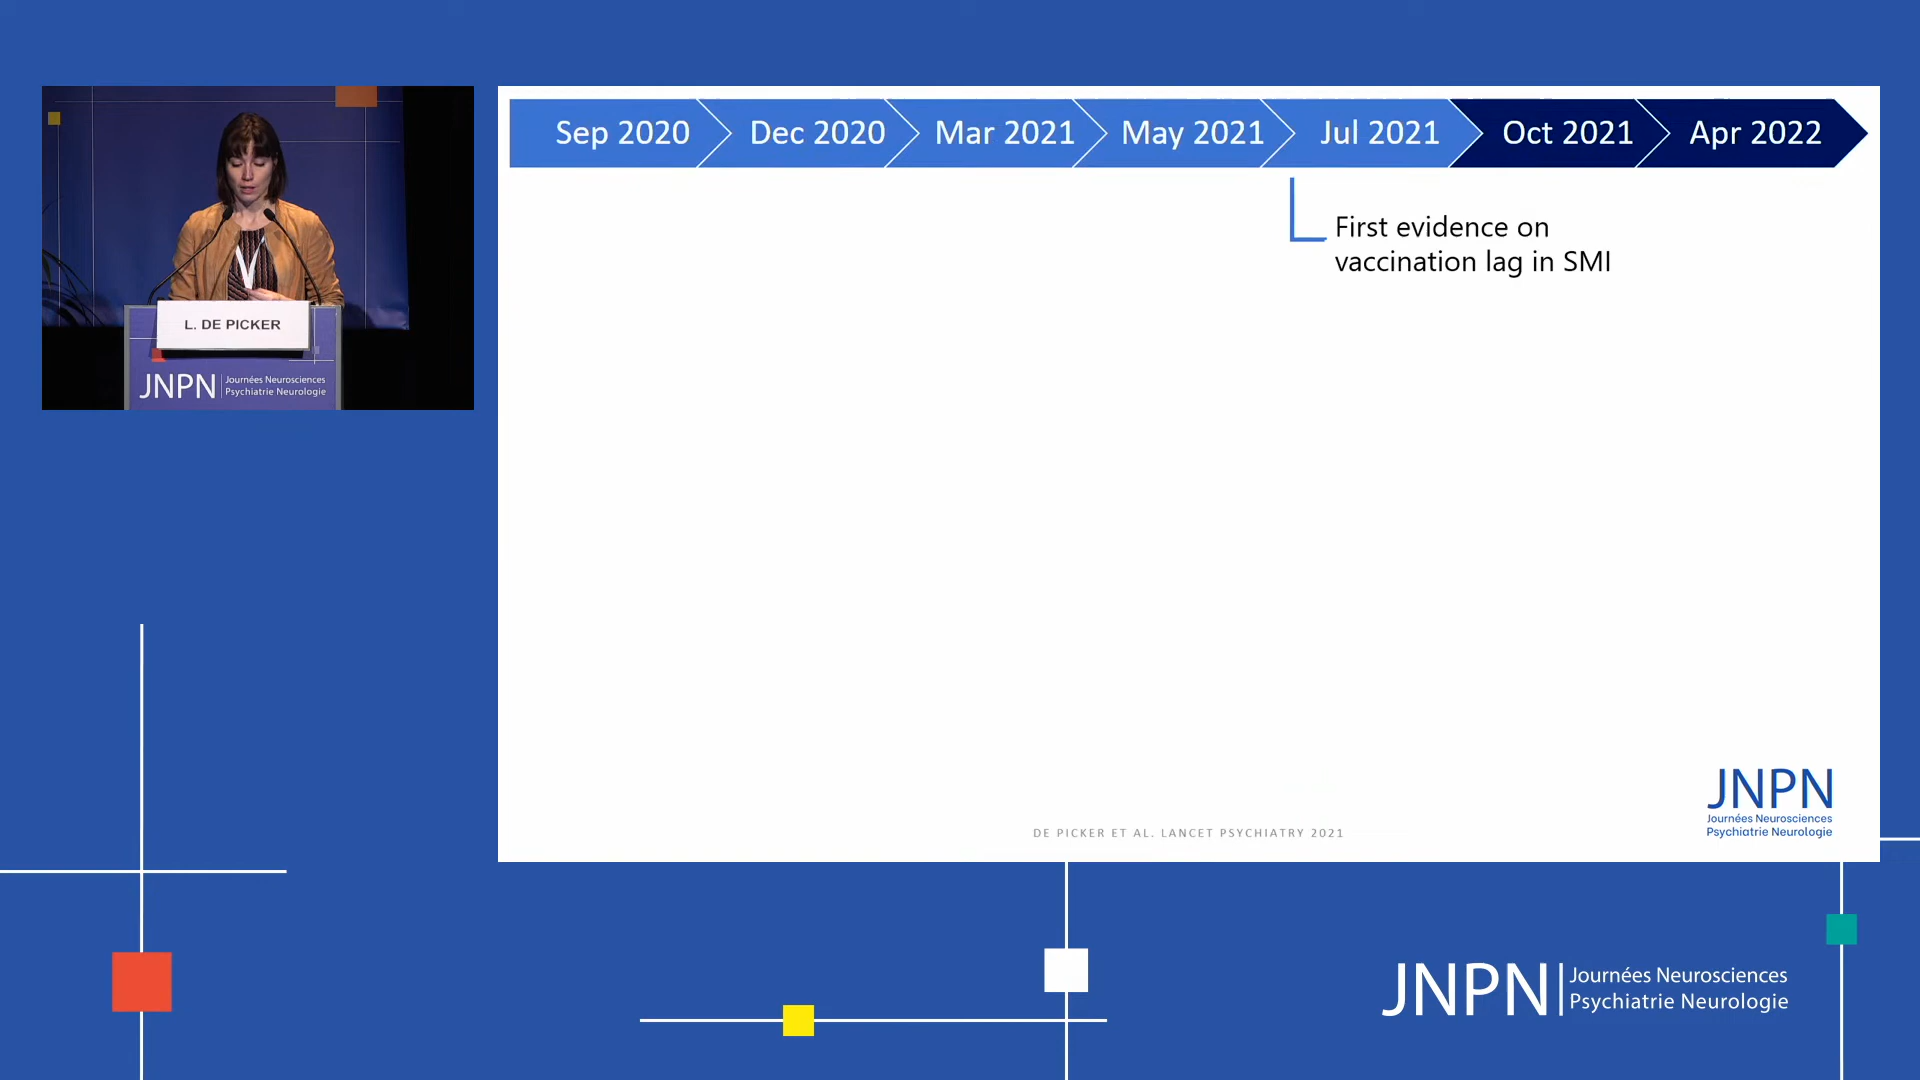 L. DE PICKER
JNPN
Journées Neurosciences
Psychiatrie Neurologie
Sep 2020
Dec 2020
Mar 2021
May 2021
Jul 2021
Oct 2021
Apr 2022
First evidence on
vaccination lag in SMI
DE PICKER ET AL. LANCET PSYCHIATRY 2021
JNPN
Journées Neurosciences
Psychiatrie Neurologie
JNPN
Journées Neurosciences
Psychiatrie Neurologie